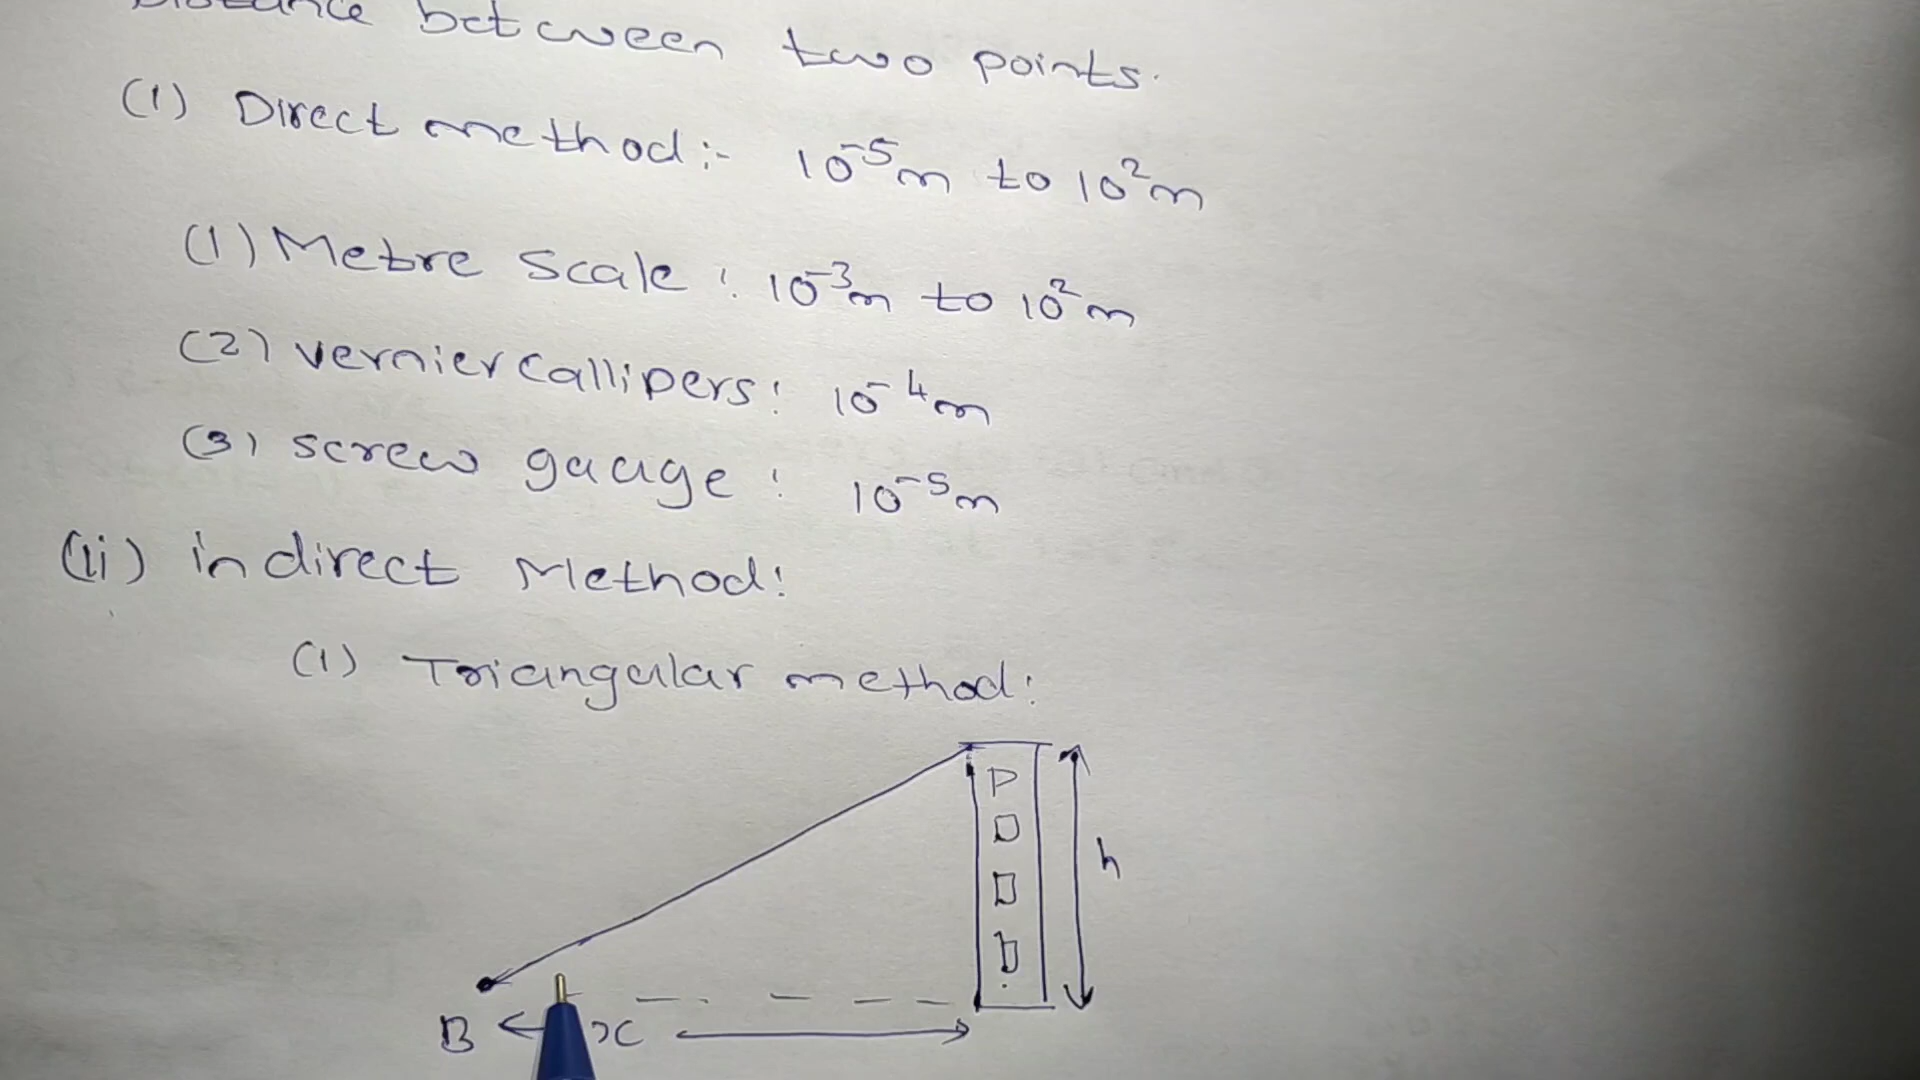 Distance between two points.
(1) Direct method :- 10⁻⁵m to 10²m
(1) Metre Scale : 10⁻³m to 10²m
(2) vernier callipers : 10⁻⁴m
(3) screw gauge : 10⁻⁵m
(ii) indirect Method :
(1) Triangular method :
h
B x